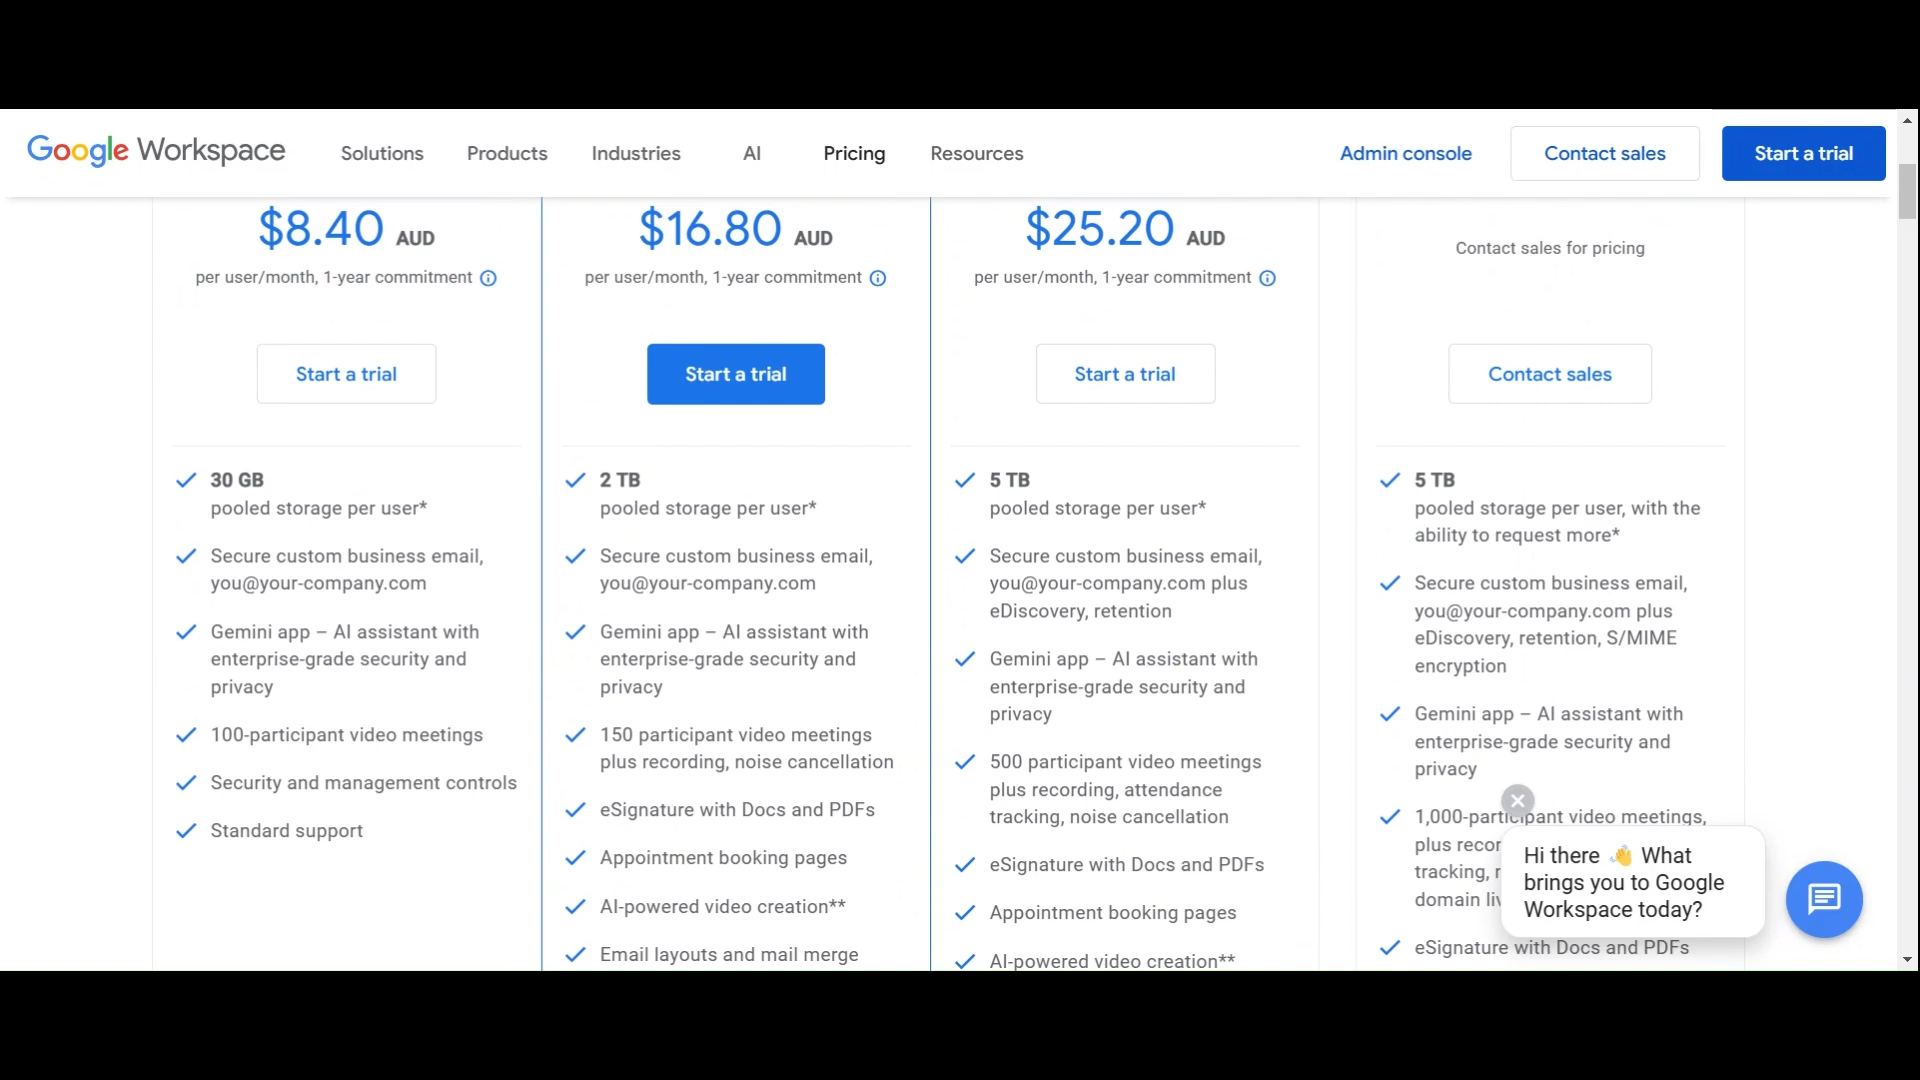 Google Workspace
Solutions
Products
Industries
AI
Pricing
Resources
Admin console
Contact sales
Start a trial
$8.40 AUD
per user/month, 1-year commitment
Start a trial
30 GB
pooled storage per user*
Secure custom business email,
you@your-company.com
Gemini app – AI assistant with
enterprise-grade security and
privacy
100-participant video meetings
Security and management controls
Standard support
$16.80 AUD
per user/month, 1-year commitment
Start a trial
2 TB
pooled storage per user*
Secure custom business email,
you@your-company.com
Gemini app – AI assistant with
enterprise-grade security and
privacy
150 participant video meetings
plus recording, noise cancellation
eSignature with Docs and PDFs
Appointment booking pages
AI-powered video creation**
Email layouts and mail merge
$25.20 AUD
per user/month, 1-year commitment
Start a trial
5 TB
pooled storage per user*
Secure custom business email,
you@your-company.com plus
eDiscovery, retention
Gemini app – AI assistant with
enterprise-grade security and
privacy
500 participant video meetings
plus recording, attendance
tracking, noise cancellation
eSignature with Docs and PDFs
Appointment booking pages
AI-powered video creation**
Contact sales for pricing
Contact sales
5 TB
pooled storage per user, with the
ability to request more*
Secure custom business email,
you@your-company.com plus
eDiscovery, retention, S/MIME
encryption
Gemini app – AI assistant with
enterprise-grade security and
privacy
1,000-participant video meetings,
plus
tracking,
domain
eSignature with Docs and PDFs
Hi there 👋 What
brings you to Google
Workspace today?